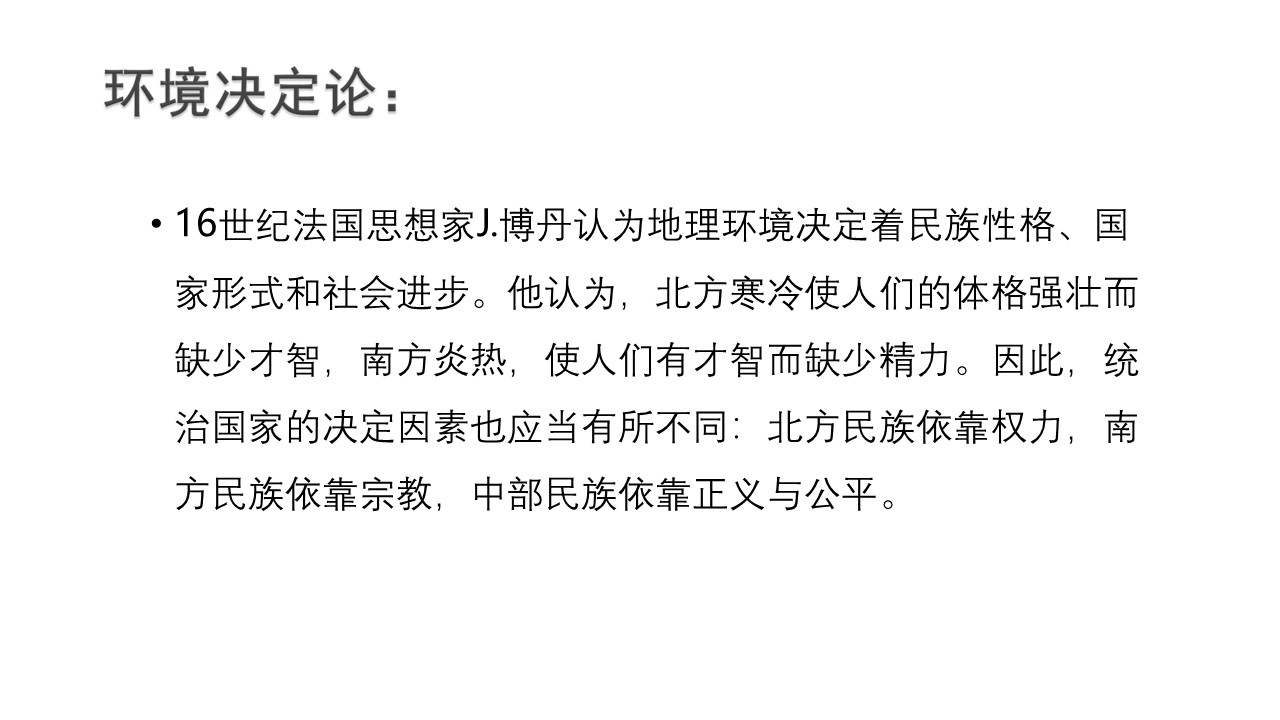 环境决定论：
• 16世纪法国思想家J.博丹认为地理环境决定着民族性格、国
家形式和社会进步。他认为，北方寒冷使人们的体格强壮而
缺少才智，南方炎热，使人们有才智而缺少精力。因此，统
治国家的决定因素也应当有所不同：北方民族依靠权力，南
方民族依靠宗教，中部民族依靠正义与公平。